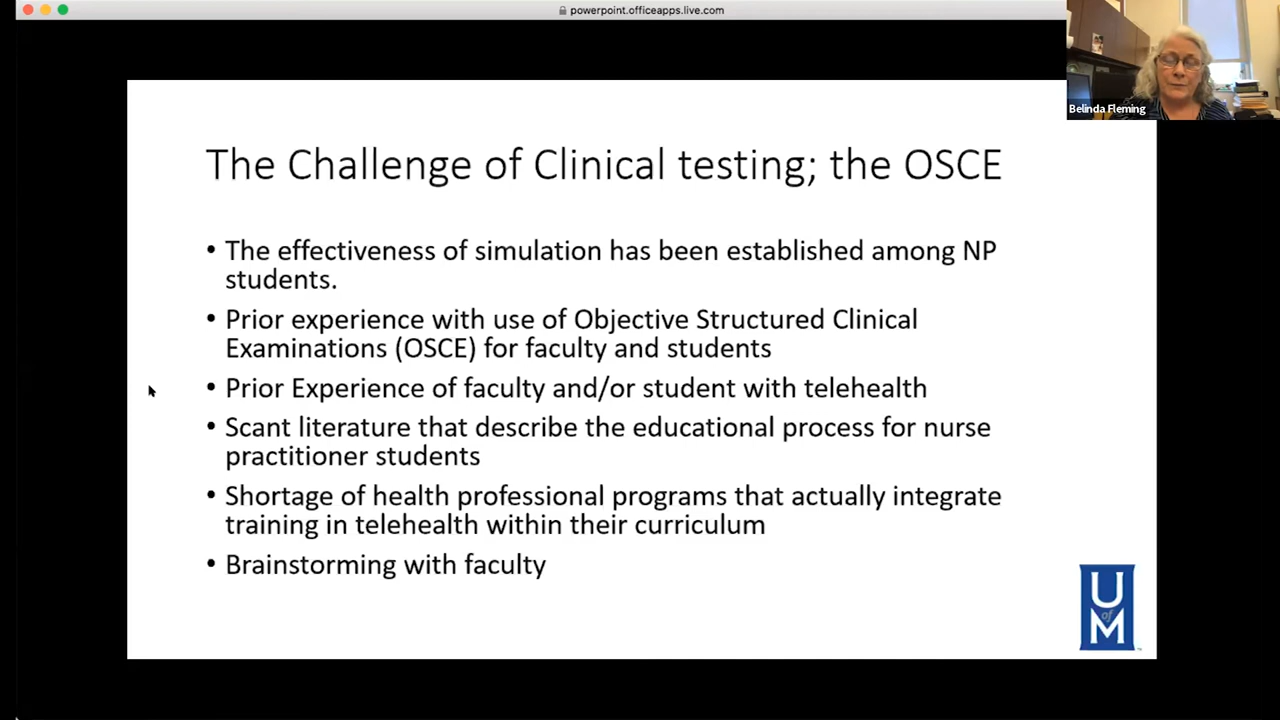 powerpoint.officeapps.live.com
Belinda Fleming
The Challenge of Clinical testing; the OSCE
• The effectiveness of simulation has been established among NP
students.
• Prior experience with use of Objective Structured Clinical
Examinations (OSCE) for faculty and students
• Prior Experience of faculty and/or student with telehealth
• Scant literature that describe the educational process for nurse
practitioner students
• Shortage of health professional programs that actually integrate
training in telehealth within their curriculum
• Brainstorming with faculty
U
of
M